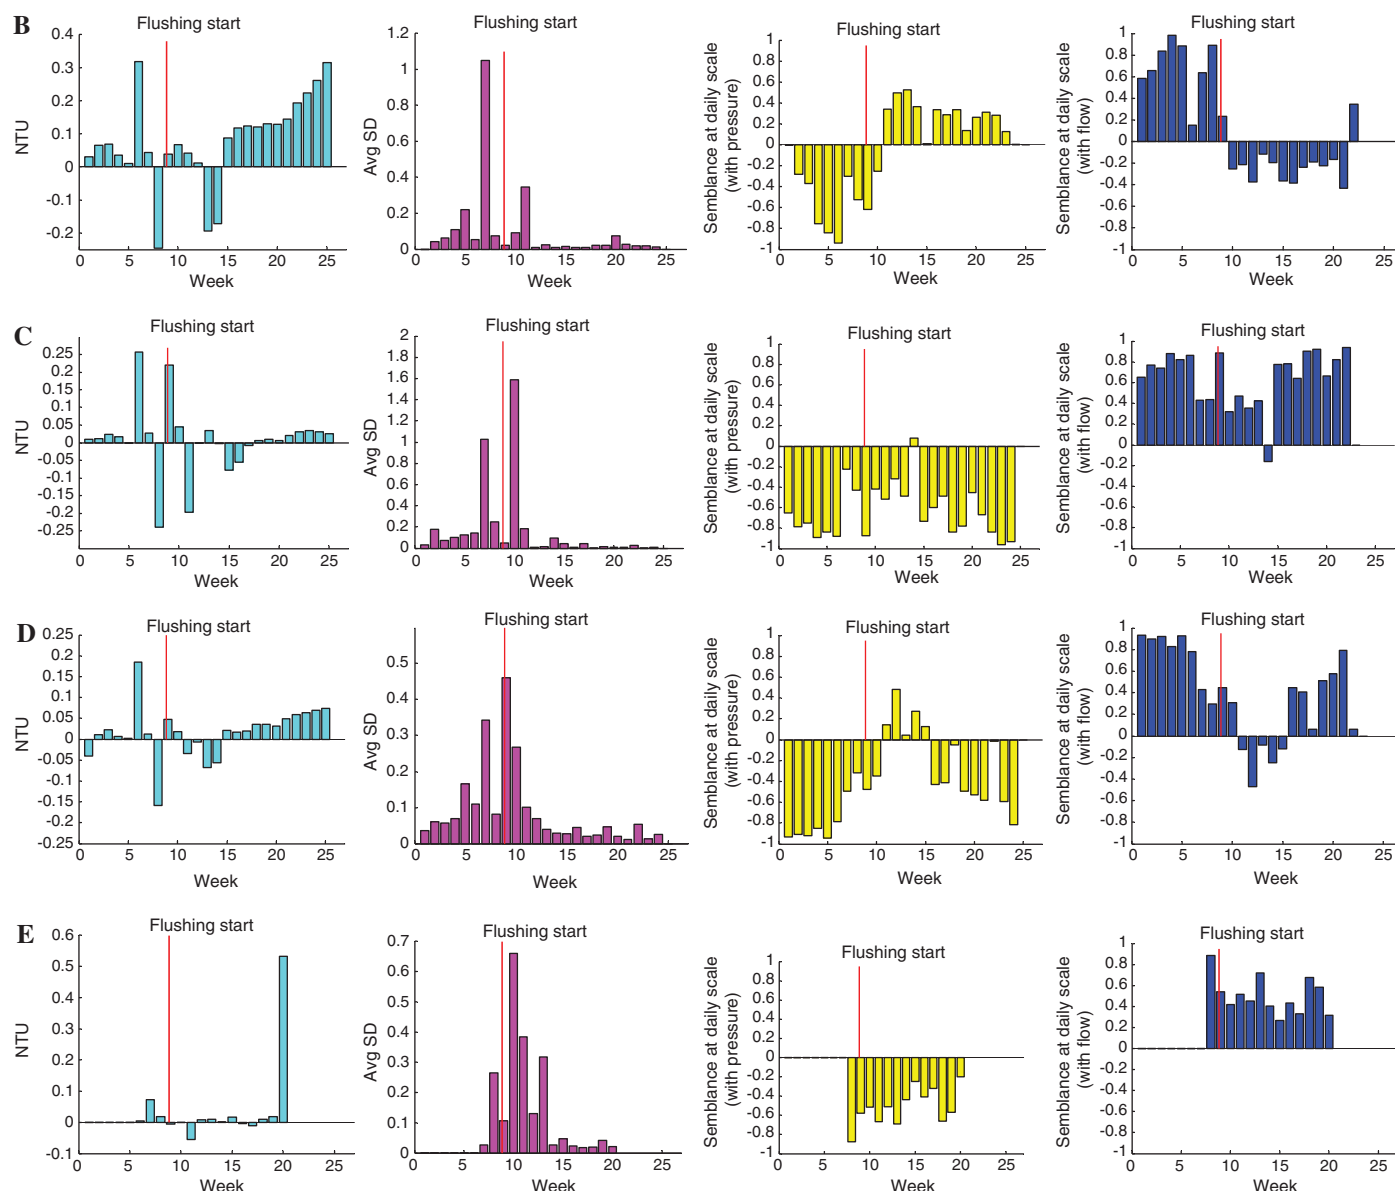 B
Flushing start
NTU
0.4
0.3
0.2
0.1
0
-0.1
-0.2
0 5 10 15 20 25
Week
Flushing start
Avg SD
1.2
1
0.8
0.6
0.4
0.2
0
0 5 10 15 20 25
Week
Flushing start
Semblance at daily scale
(with pressure)
1
0.8
0.6
0.4
0.2
0
-0.2
-0.4
-0.6
-0.8
-1
0 5 10 15 20 25
Week
Flushing start
Semblance at daily scale
(with flow)
1
0.8
0.6
0.4
0.2
0
-0.2
-0.4
-0.6
-0.8
-1
0 5 10 15 20 25
Week
C
Flushing start
NTU
0.25
0.2
0.15
0.1
0.05
0
-0.05
-0.1
-0.15
-0.2
-0.25
0 5 10 15 20 25
Week
Flushing start
Avg SD
2
1.8
1.6
1.4
1.2
1
0.8
0.6
0.4
0.2
0
0 5 10 15 20 25
Week
Flushing start
Semblance at daily scale
(with pressure)
1
0.8
0.6
0.4
0.2
0
-0.2
-0.4
-0.6
-0.8
-1
0 5 10 15 20 25
Week
Flushing start
Semblance at daily scale
(with flow)
1
0.8
0.6
0.4
0.2
0
-0.2
-0.4
-0.6
-0.8
-1
0 5 10 15 20 25
Week
D
Flushing start
NTU
0.25
0.2
0.15
0.1
0.05
0
-0.05
-0.1
-0.15
-0.2
-0.25
0 5 10 15 20 25
Week
Flushing start
Avg SD
0.5
0.4
0.3
0.2
0.1
0
0 5 10 15 20 25
Week
Flushing start
Semblance at daily scale
(with pressure)
1
0.8
0.6
0.4
0.2
0
-0.2
-0.4
-0.6
-0.8
-1
0 5 10 15 20 25
Week
Flushing start
Semblance at daily scale
(with flow)
1
0.8
0.6
0.4
0.2
0
-0.2
-0.4
-0.6
-0.8
-1
0 5 10 15 20 25
Week
E
Flushing start
NTU
0.6
0.5
0.4
0.3
0.2
0.1
0
-0.1
0 5 10 15 20 25
Week
Flushing start
Avg SD
0.7
0.6
0.5
0.4
0.3
0.2
0.1
0
0 5 10 15 20 25
Week
Flushing start
Semblance at daily scale
(with pressure)
1
0.8
0.6
0.4
0.2
0
-0.2
-0.4
-0.6
-0.8
-1
0 5 10 15 20 25
Week
Flushing start
Semblance at daily scale
(with flow)
1
0.8
0.6
0.4
0.2
0
-0.2
-0.4
-0.6
-0.8
-1
0 5 10 15 20 25
Week